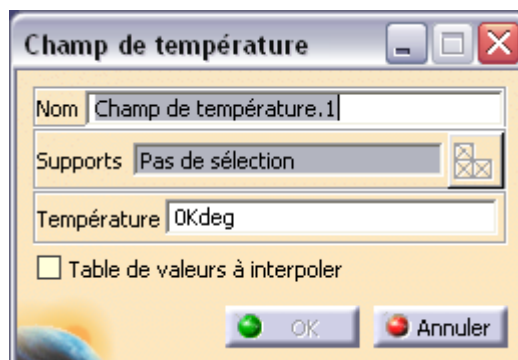 Champ de température
Nom Champ de température.1
Supports Pas de sélection
Température 0Kdeg
Table de valeurs à interpoler
OK Annuler